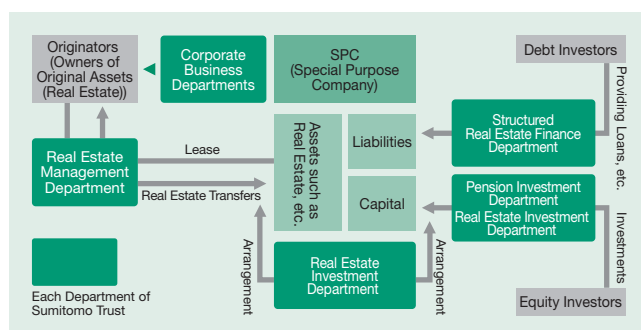 Originators
(Owners of
Original Assets
(Real Estate))
Corporate
Business
Departments
SPC
(Special Purpose
Company)
Debt Investors
Providing Loans, etc.
Structured
Real Estate Finance
Department
Assets such as
Real Estate, etc.
Liabilities
Real Estate
Management
Department
Lease
Real Estate Transfers
Capital
Pension Investment
Department
Real Estate Investment
Department
Investments
Arrangement
Real Estate
Investment
Department
Arrangement
Each Department of
Sumitomo Trust
Equity Investors